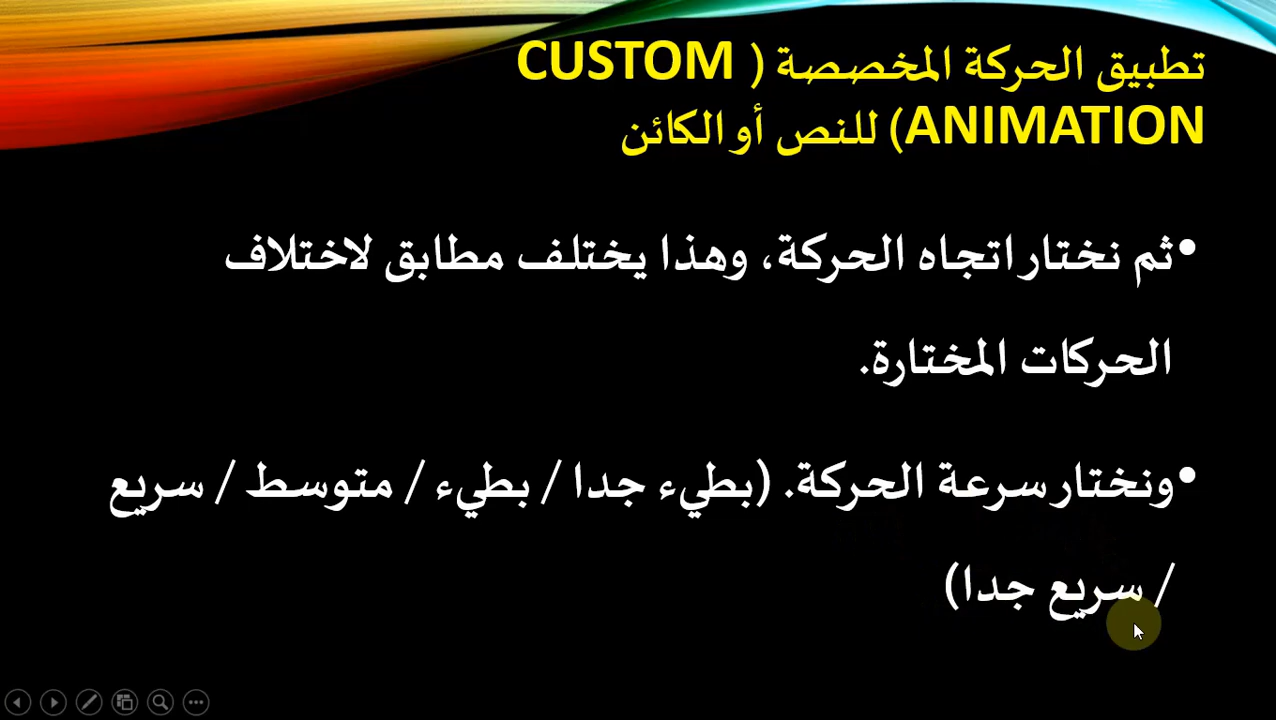 تطبيق الحركة المخصصة ( CUSTOM
ANIMATION) للنص أو الكائن
•ثم نختار اتجاه الحركة، وهذا يختلف مطابق لاختلاف
الحركات المختارة.
•ونختار سرعة الحركة. (بطيء جدا / بطيء / متوسط / سريع
/ سريع جدا)